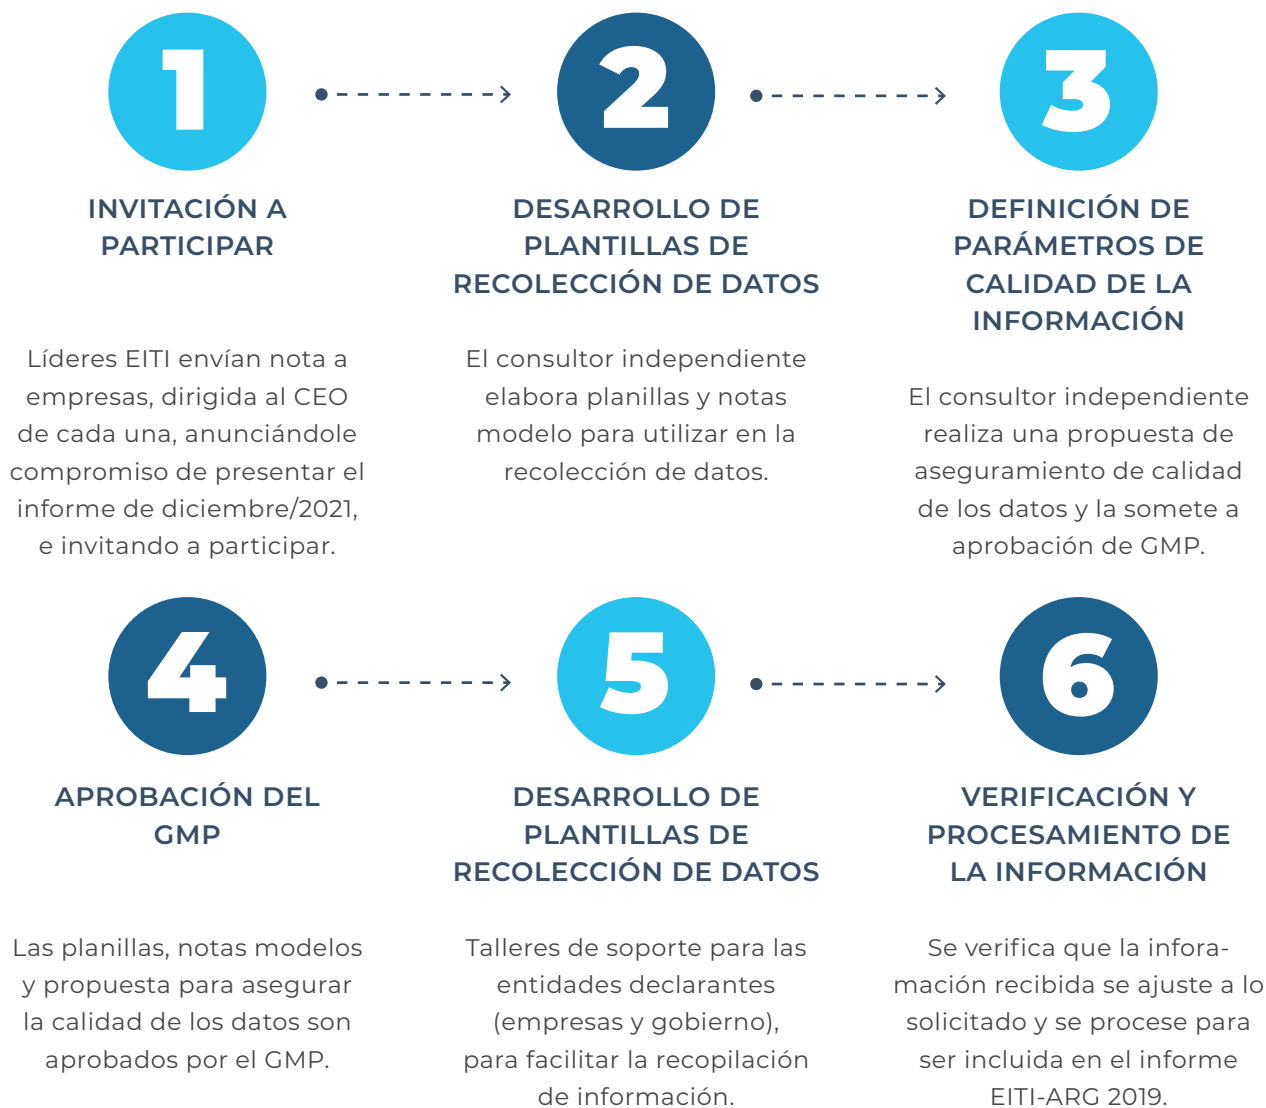 1
INVITACIÓN A
PARTICIPAR
Líderes EITI envían nota a
empresas, dirigida al CEO
de cada una, anunciándole
compromiso de presentar el
informe de diciembre/2021,
e invitando a participar.
2
DESARROLLO DE
PLANTILLAS DE
RECOLECCIÓN DE DATOS
El consultor independiente
elabora planillas y notas
modelo para utilizar en la
recolección de datos.
3
DEFINICIÓN DE
PARÁMETROS DE
CALIDAD DE LA
INFORMACIÓN
El consultor independiente
realiza una propuesta de
aseguramiento de calidad
de los datos y la somete a
aprobación de GMP.
4
APROBACIÓN DEL
GMP
Las planillas, notas modelos
y propuesta para asegurar
la calidad de los datos son
aprobados por el GMP.
5
DESARROLLO DE
PLANTILLAS DE
RECOLECCIÓN DE DATOS
Talleres de soporte para las
entidades declarantes
(empresas y gobierno),
para facilitar la recopilación
de información.
6
VERIFICACIÓN Y
PROCESAMIENTO DE
LA INFORMACIÓN
Se verifica que la infora-
mación recibida se ajuste a lo
solicitado y se procese para
ser incluida en el informe
EITI-ARG 2019.